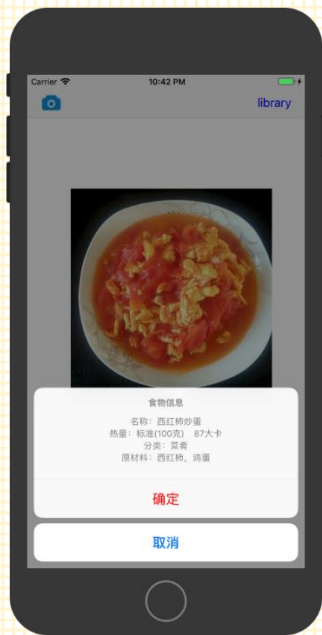 Carrier
10:42 PM
library
食物信息
名称：西红柿炒蛋
热量：标准(100克) 87大卡
分类：菜肴
原材料：西红柿，鸡蛋
确定
取消